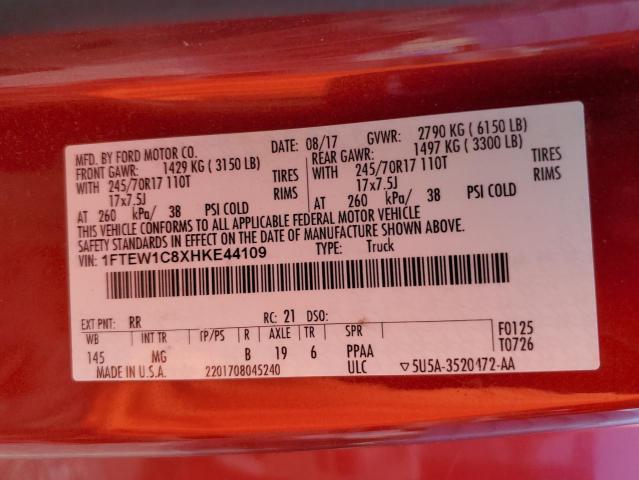 MFD. BY FORD MOTOR CO. DATE: 08/17 GVWR: 2790 KG ( 6150 LB)
FRONT GAWR: 1429 KG ( 3150 LB) REAR GAWR: 1497 KG ( 3300 LB)
WITH 245/70R17 110T TIRES WITH 245/70R17 110T TIRES
17x7.5J RIMS 17x7.5J RIMS
AT 260 kPa/ 38 PSI COLD AT 260 kPa/ 38 PSI COLD
THIS VEHICLE CONFORMS TO ALL APPLICABLE FEDERAL MOTOR VEHICLE
SAFETY STANDARDS IN EFFECT ON THE DATE OF MANUFACTURE SHOWN ABOVE.
VIN: 1FTEW1C8XHKE44109 TYPE: Truck
EXT PNT: RR RC: 21 DSO:
WB INT TR TP/PS R AXLE TR SPR F0125
145 MG B 19 6 PPAA T0726
MADE IN U.S.A. 2201708045240 ULC ▽5U5A-3520472-AA